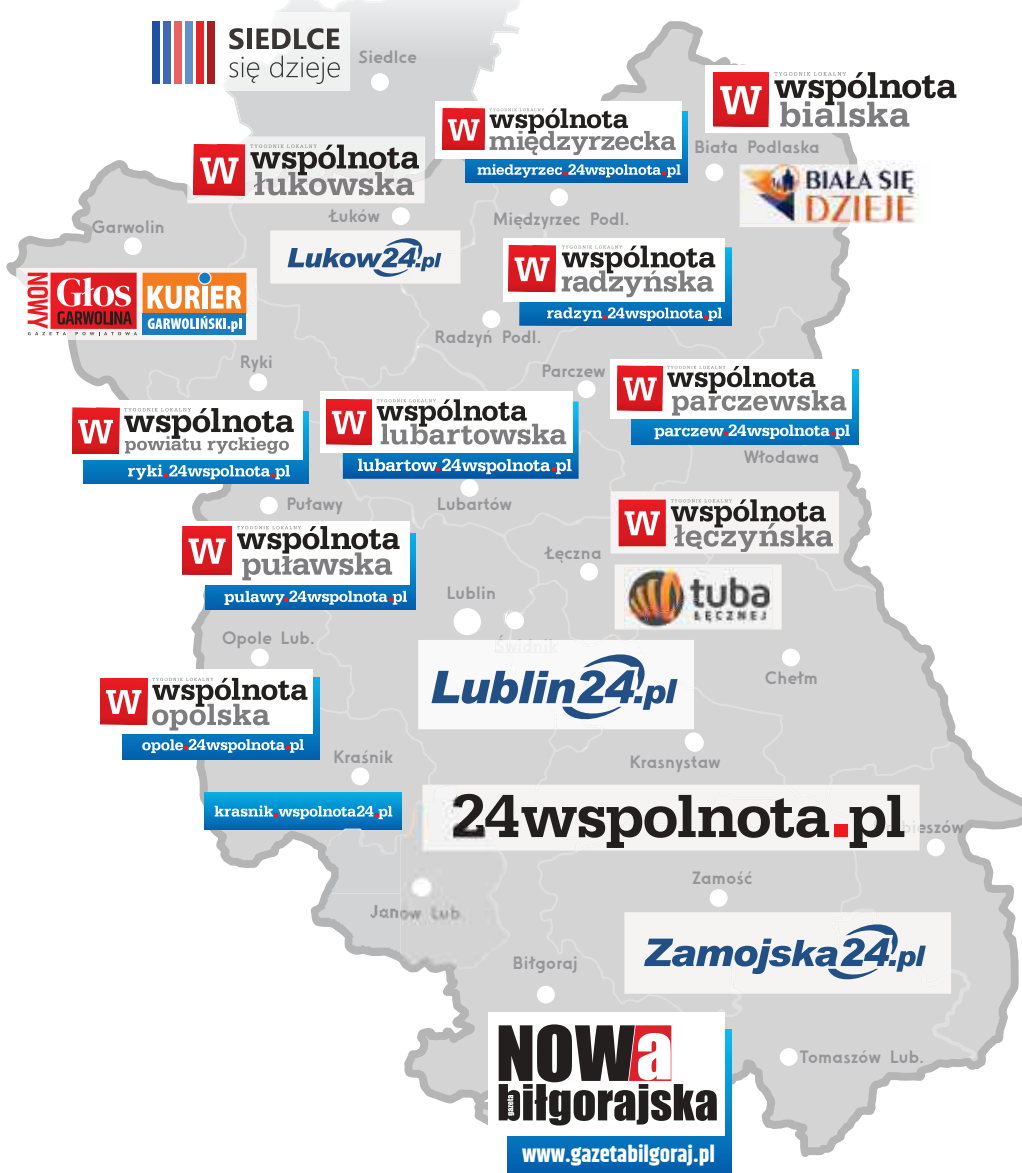 SIEDLCE
się dzieje
Siedlce
W
TYGODNIK LOKALNY
wspólnota
bialska
Biała Podlaska
BIAŁA SIĘ
DZIEJE
W
TYGODNIK LOKALNY
wspólnota
międzyrzecka
miedzyrzec.24wspolnota.pl
Międzyrzec Podl.
W
TYGODNIK LOKALNY
wspólnota
łukowska
Łuków
Lukow24.pl
Garwolin
NOWY
Głos
GARWOLINA
GAZETA POWIATOWA
KURIER
GARWOLIŃSKI.pl
W
TYGODNIK LOKALNY
wspólnota
radzyńska
radzyn.24wspolnota.pl
Radzyń Podl.
Ryki
Parczew
W
TYGODNIK LOKALNY
wspólnota
parczewska
parczew.24wspolnota.pl
Włodawa
W
TYGODNIK LOKALNY
wspólnota
powiatu ryckiego
ryki.24wspolnota.pl
W
TYGODNIK LOKALNY
wspólnota
lubartowska
lubartow.24wspolnota.pl
Lubartów
Puławy
W
TYGODNIK LOKALNY
wspólnota
puławska
pulawy.24wspolnota.pl
W
TYGODNIK LOKALNY
wspólnota
łęczyńska
Łęczna
tuba
ŁĘCZNEJ
Lublin
Świdnik
Lublin24.pl
Opole Lub.
W
TYGODNIK LOKALNY
wspólnota
opolska
opole.24wspolnota.pl
Chełm
Krasnystaw
Kraśnik
krasnik.wspolnota24.pl
24wspolnota.pl
bieszów
Zamość
Janow Łub.
Zamojska24.pl
Biłgoraj
NOWa
gazeta
biłgorajska
www.gazetabilgoraj.pl
Tomaszów Lub.